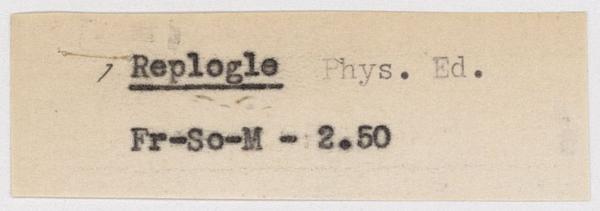 Replogle Phys. Ed.
Fr-So-M - 2.50